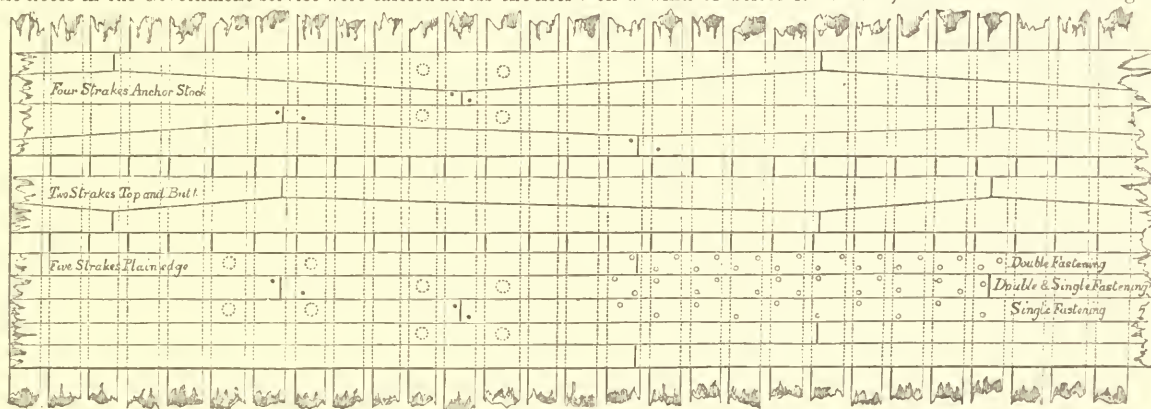 Four Strakes Anchor Stock
Two Strakes Top and Butt
Five Strakes Plain edge
Double Fastening
Double & Single Fastening
Single Fastening